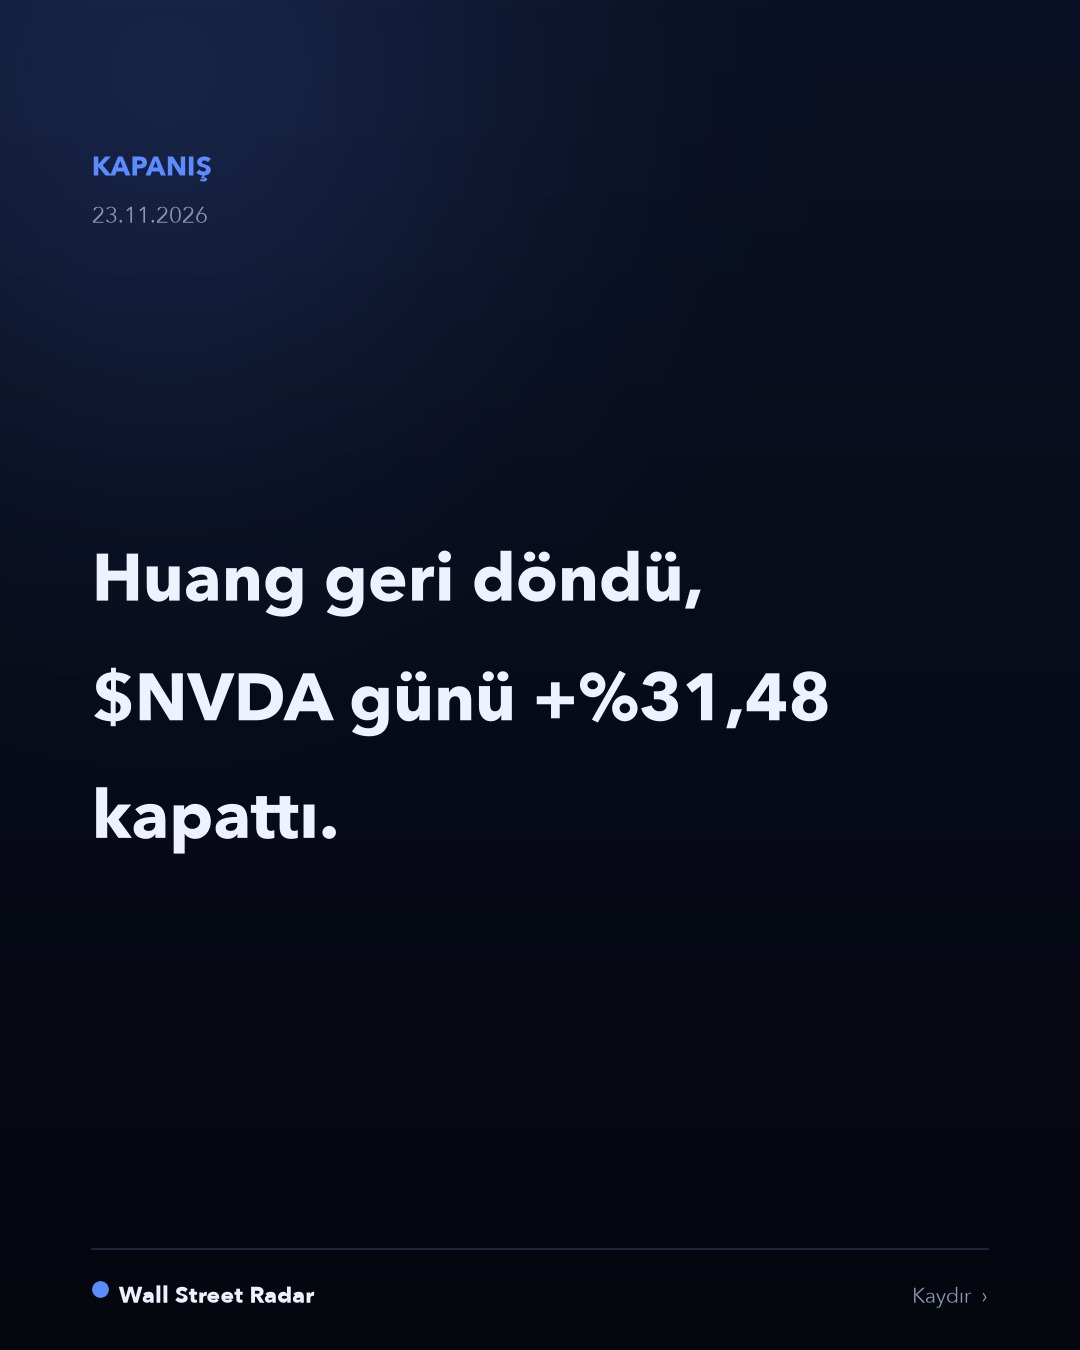 KAPANIŞ
23.11.2026
Huang geri döndü,
$NVDA günü +%31,48
kapattı.
Wall Street Radar
Kaydır ›